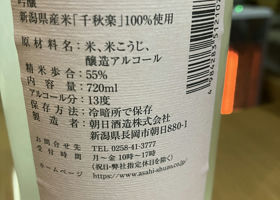 吟醸
新潟県産米「千秋楽」100%使用
原材料名：米、米こうじ、
醸造アルコール
精米歩合：55%
内容量：720ml
アルコール分：13度
保存方法：冷暗所で保存
製造者：朝日酒造株式会社
新潟県長岡市朝日880-1
お問合せ先 TEL 0258-41-3777
受付時間 月〜金 10時〜17時
(祝日・弊社指定休日を除く)
ホームページ https://www.asahi-shuzo.co.jp